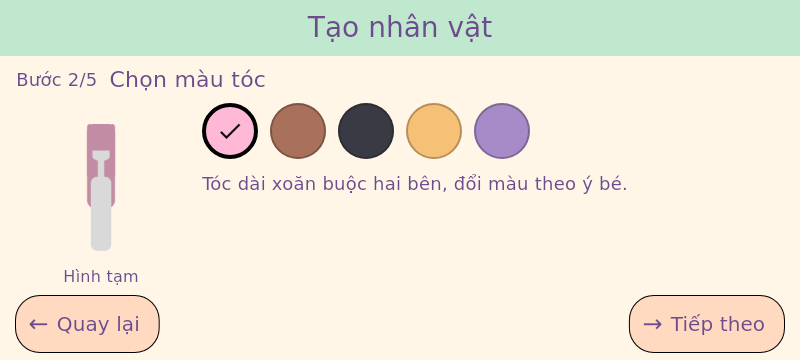 Tạo nhân vật
Bước 2/5 Chọn màu tóc
Tóc dài xoăn buộc hai bên, đổi màu theo ý bé.
Hình tạm
← Quay lại
→ Tiếp theo